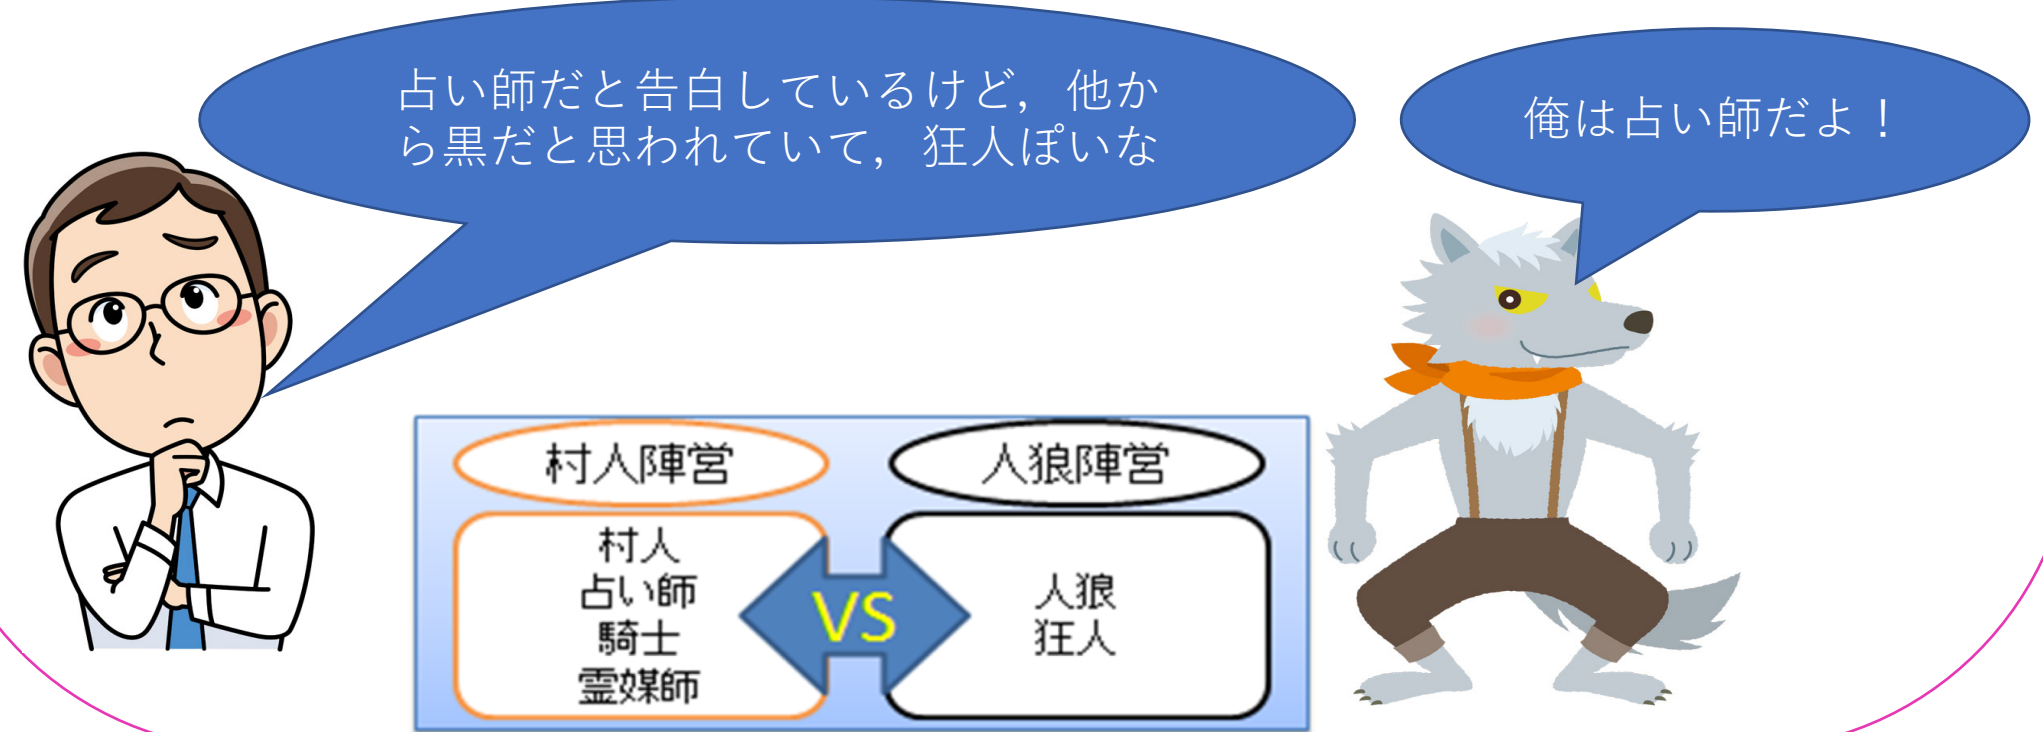 占い師だと告白しているけど，他か
ら黒だと思われていて，狂人ぽいな
俺は占い師だよ！
村人陣営
人狼陣営
村人
占い師
騎士
霊媒師
VS
人狼
狂人